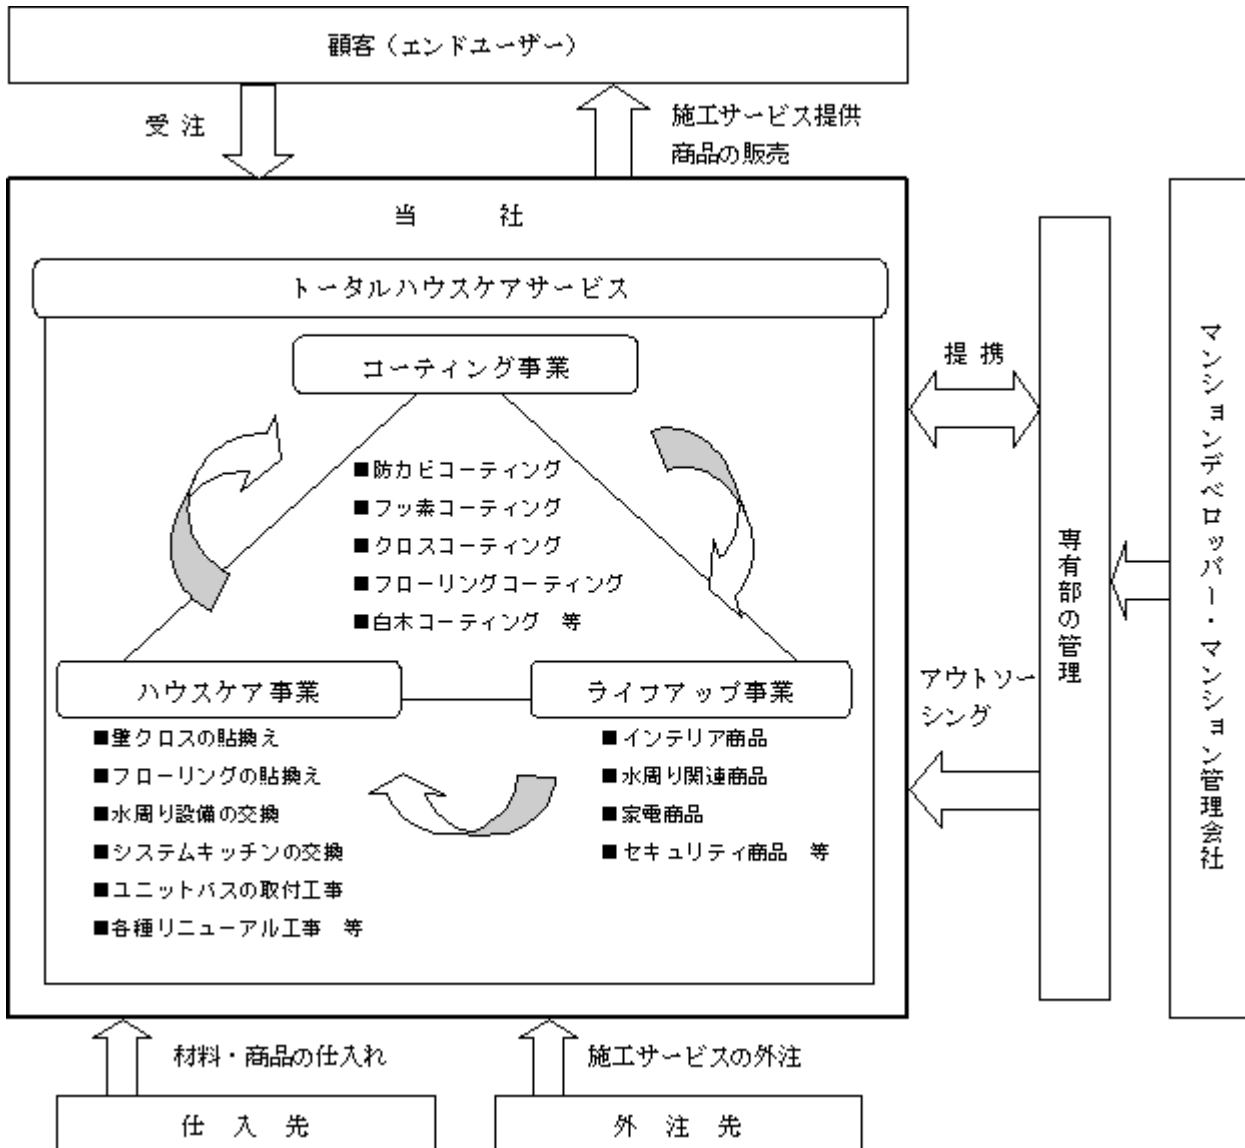 顧客（エンドユーザー）
受 注
施工サービス提供
商品の販売
当　　社
トータルハウスケアサービス
コーティング事業
■防カビコーティング
■フッ素コーティング
■クロスコーティング
■フローリングコーティング
■白木コーティング　等
ハウスケア事業
■壁クロスの貼換え
■フローリングの貼換え
■水周り設備の交換
■システムキッチンの交換
■ユニットバスの取付工事
■各種リニューアル工事　等
ライフアップ事業
■インテリア商品
■水周り関連商品
■家電商品
■セキュリティ商品　等
提 携
アウトソー
シング
専有部の管理
マンションデベロッパー・マンション管理会社
材料・商品の仕入れ
施工サービスの外注
仕 入 先
外 注 先